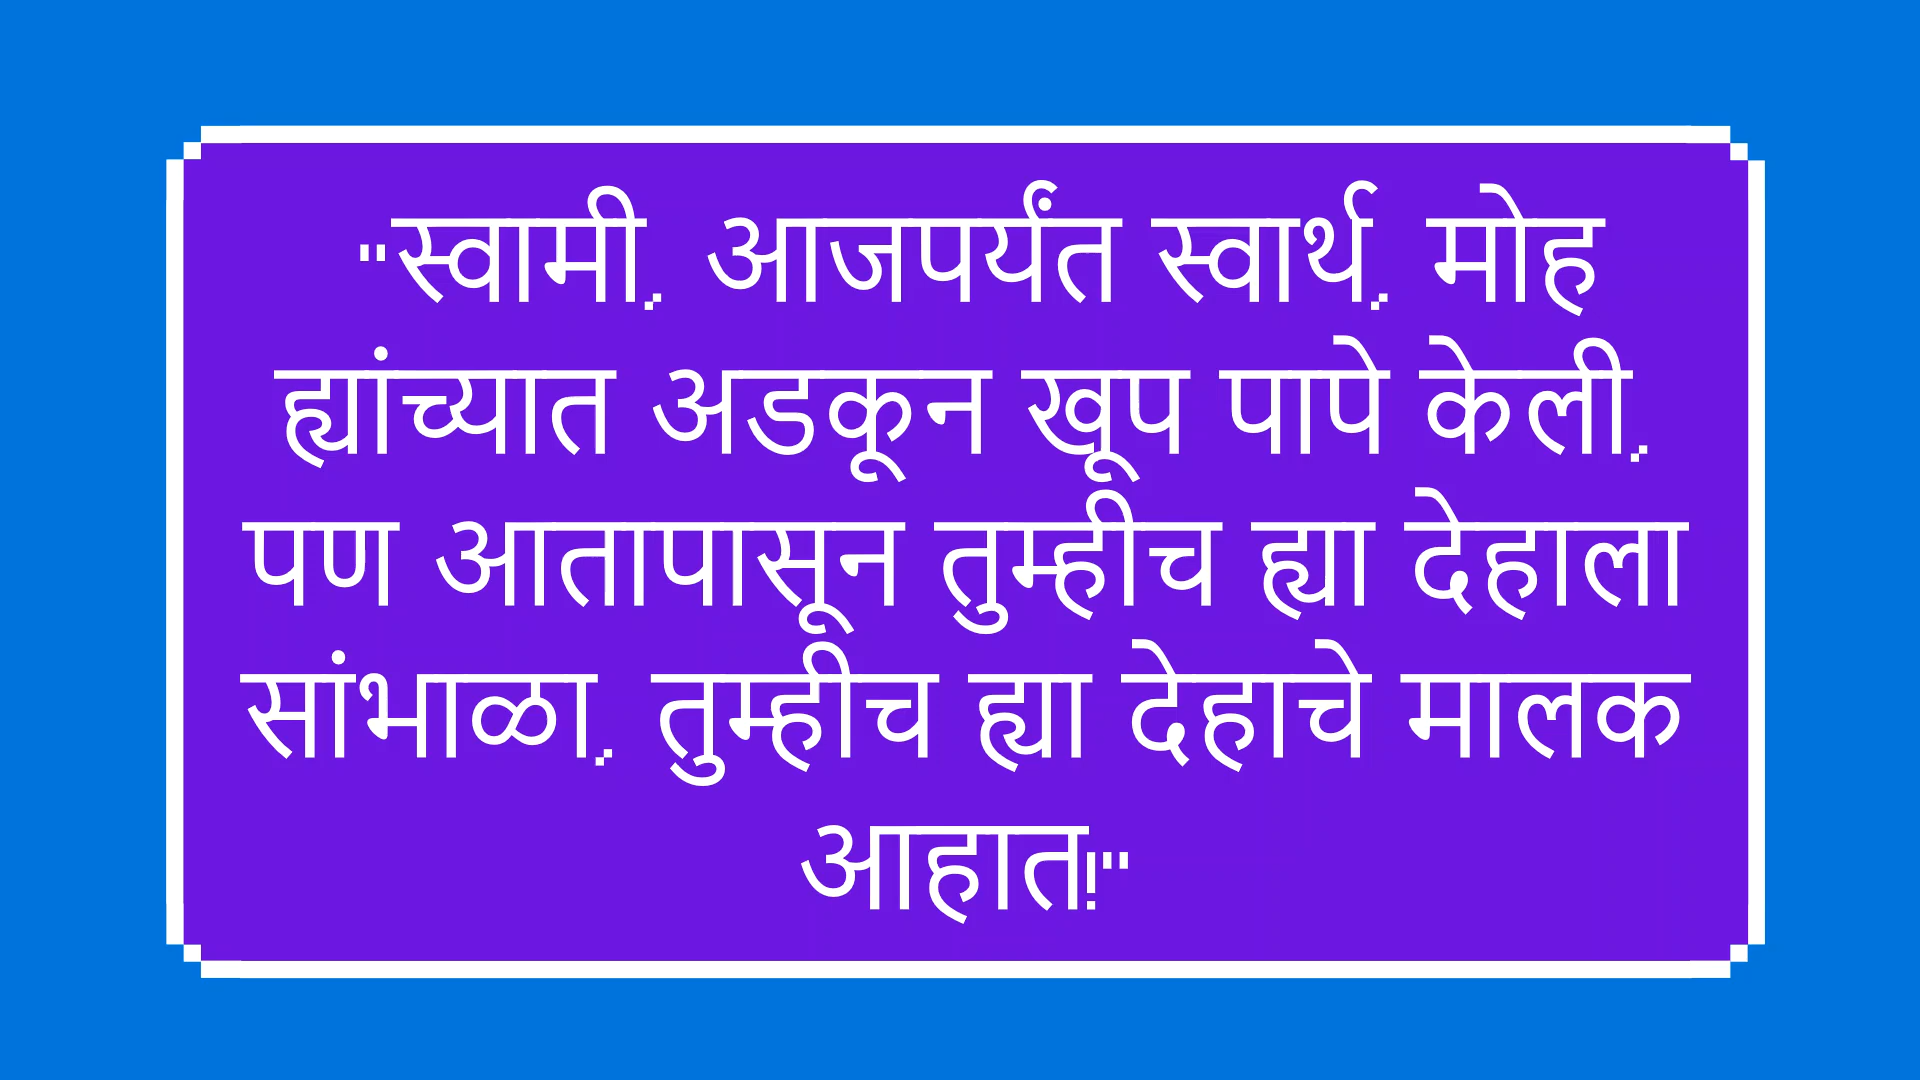 "स्वामी, आजपर्यंत स्वार्थ, मोह
ह्यांच्यात अडकून खूप पापे केली,
पण आतापासून तुम्हीच ह्या देहाला
सांभाळा, तुम्हीच ह्या देहाचे मालक
आहात!"